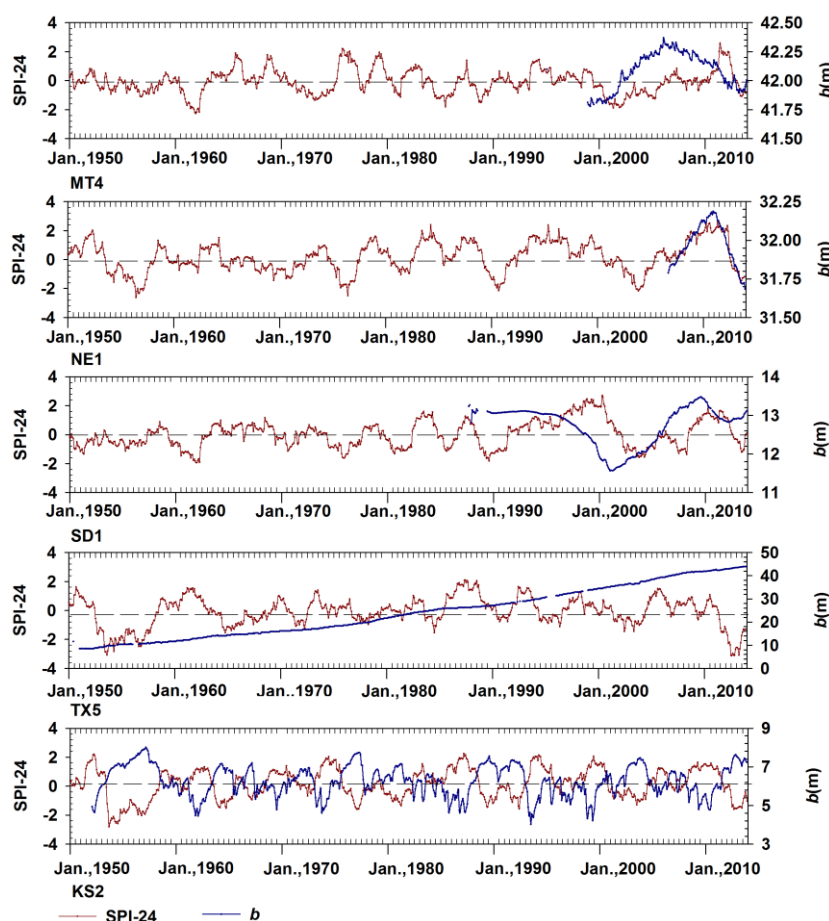 4 42.50
2 42.25
SPI-24 0 42.00 b(m)
-2 41.75
-4 41.50
Jan.,1950 Jan.,1960 Jan.,1970 Jan.,1980 Jan.,1990 Jan.,2000 Jan.,2010
MT4
4 32.25
2 32.00
SPI-24 0 b(m)
-2 31.75
-4 31.50
Jan.,1950 Jan.,1960 Jan.,1970 Jan.,1980 Jan.,1990 Jan.,2000 Jan.,2010
NE1
4 14
2 13
SPI-24 0 b(m)
-2 12
-4 11
Jan.,1950 Jan.,1960 Jan.,1970 Jan.,1980 Jan.,1990 Jan.,2000 Jan.,2010
SD1
4 50
2 40
SPI-24 0 30 b(m)
20
-2 10
-4 0
Jan.,1950 Jan.,1960 Jan.,1970 Jan.,1980 Jan.,1990 Jan.,2000 Jan.,2010
TX5
4 9
2 7
SPI-24 0 b(m)
-2 5
-4 3
Jan.,1950 Jan.,1960 Jan.,1970 Jan.,1980 Jan.,1990 Jan.,2000 Jan.,2010
KS2
SPI-24 b